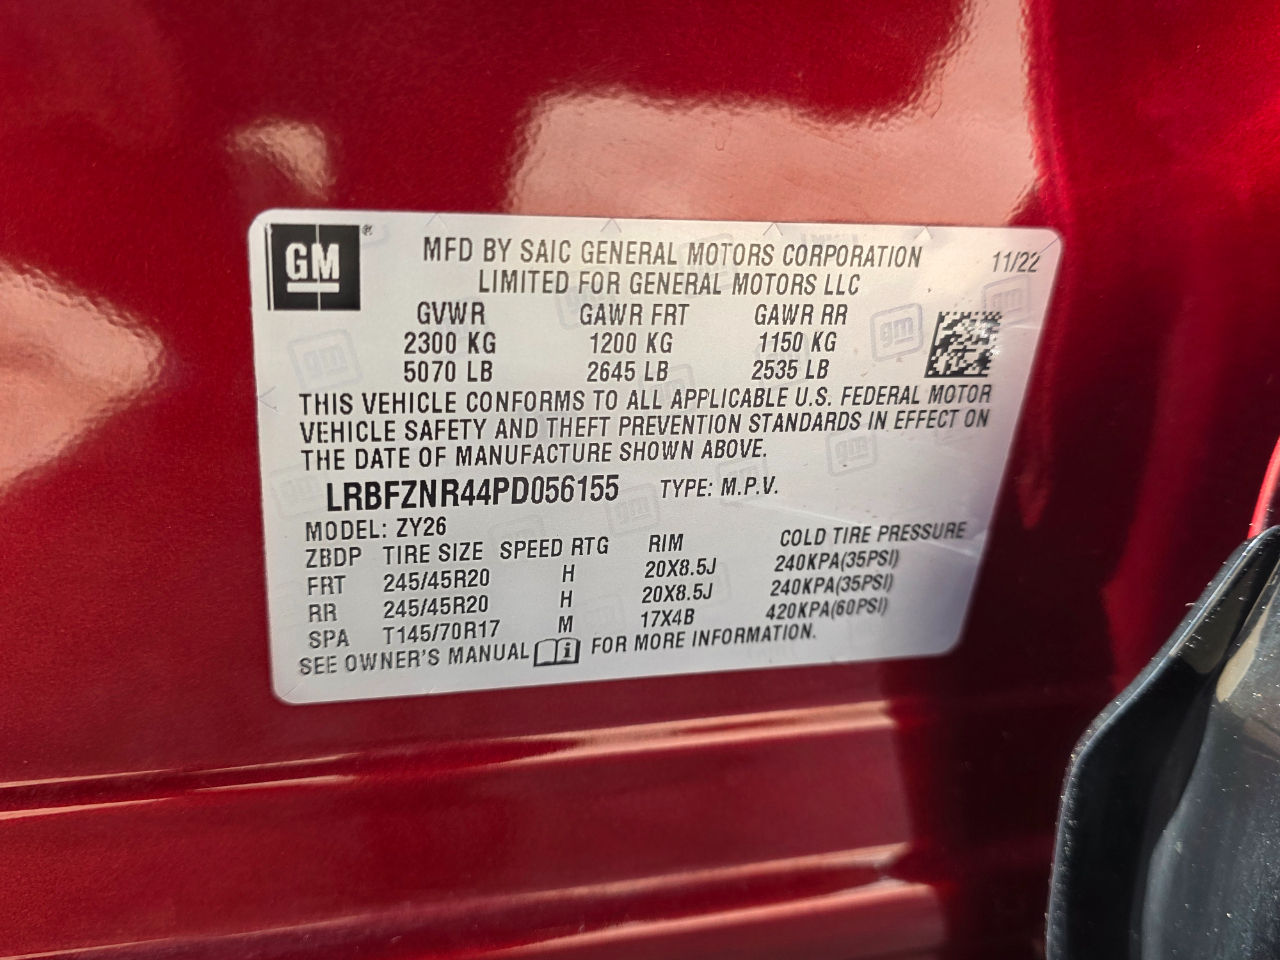 GM ®
MFD BY SAIC GENERAL MOTORS CORPORATION 11/22
LIMITED FOR GENERAL MOTORS LLC
GVWR GAWR FRT GAWR RR
2300 KG 1200 KG 1150 KG
5070 LB 2645 LB 2535 LB
THIS VEHICLE CONFORMS TO ALL APPLICABLE U.S. FEDERAL MOTOR
VEHICLE SAFETY AND THEFT PREVENTION STANDARDS IN EFFECT ON
THE DATE OF MANUFACTURE SHOWN ABOVE.
LRBFZNR44PD056155 TYPE: M.P.V.
MODEL: ZY26
ZBDP TIRE SIZE SPEED RTG RIM COLD TIRE PRESSURE
FRT 245/45R20 H 20X8.5J 240KPA(35PSI)
RR 245/45R20 H 20X8.5J 240KPA(35PSI)
SPA T145/70R17 M 17X4B 420KPA(60PSI)
SEE OWNER'S MANUAL i FOR MORE INFORMATION.